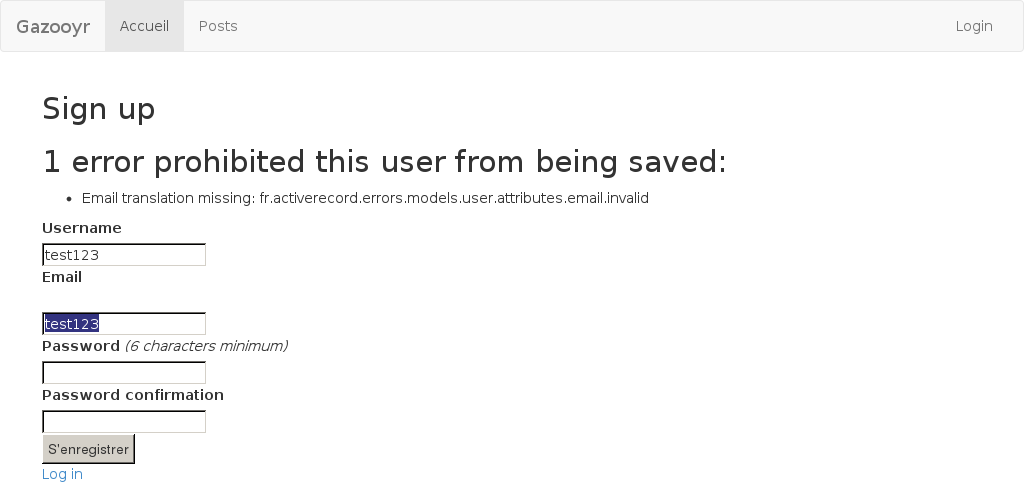 Gazooyr Accueil Posts Login
Sign up
1 error prohibited this user from being saved:
• Email translation missing: fr.activerecord.errors.models.user.attributes.email.invalid
Username
test123
Email
test123
Password (6 characters minimum)
Password confirmation
S'enregistrer
Log in